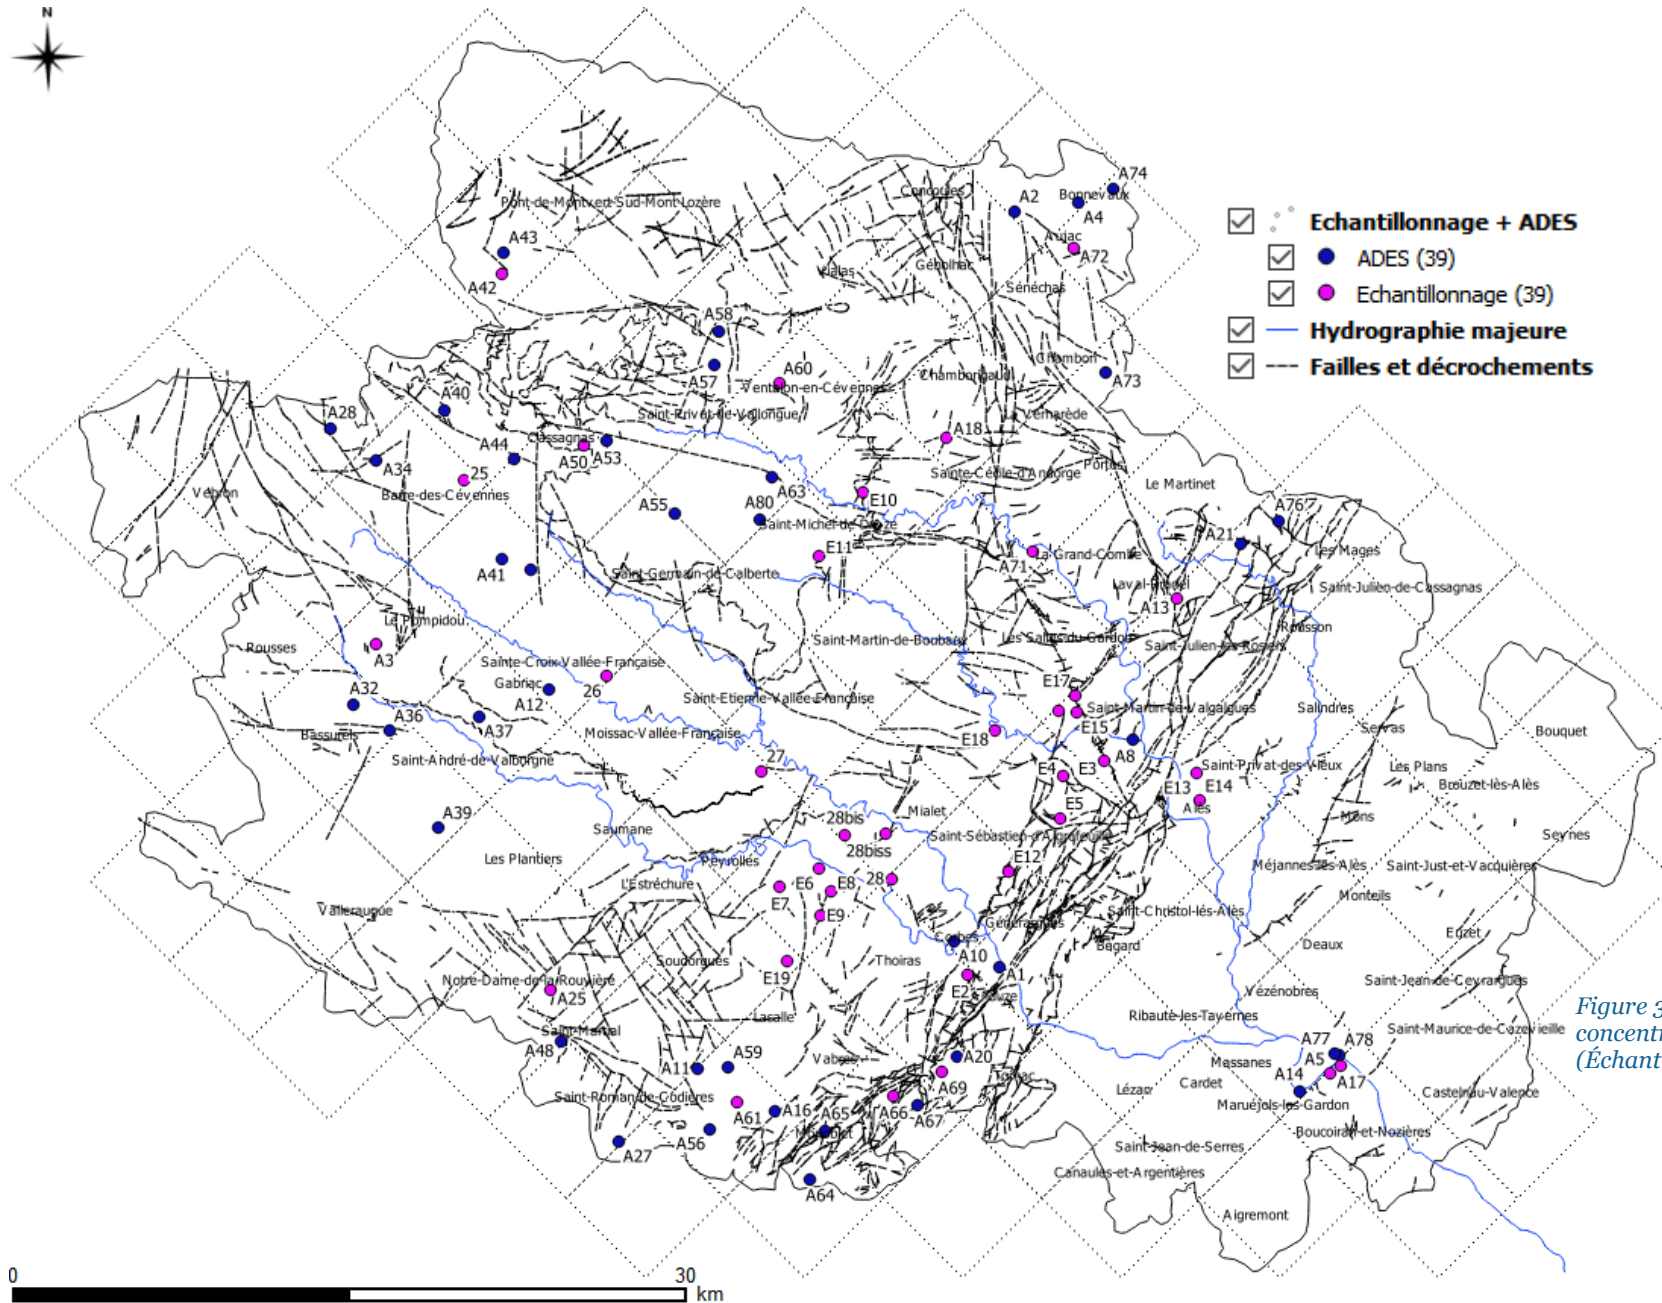 N
A74
Concoules
A2
Bonnevaux
Pont-de-Montvert-Sud-Mont-Lozère
A4
Echantillonnage + ADES
A43
Aujac
A72
ADES (39)
Vialas
Génolhac
A42
Sénéchas
Echantillonnage (39)
A58
Hydrographie majeure
Chambon
Failles et décrochements
A57
A60
Ventalon-en-Cévennes
Chamborigaud
A73
A40
A28
Saint-Privat-de-Vallongue
La Vernarède
A18
A44
Cassagnas
A50
A53
A34
25
Sainte-Cécile-d'Andorge
Portes
Vébron
Barre-des-Cévennes
A63
E10
Le Martinet
A55
A80
Saint-Michel-de-Dèze
A76
A21
Les Mages
E11
A71
La Grand-Combe
A41
Saint-Germain-de-Calberte
Laval-Pradel
Saint-Julien-de-Cassagnas
A13
Le Pompidou
Rousson
Rousses
A3
Saint-Martin-de-Boubaux
Les Salles-du-Gardon
Saint-Julien-les-Rosiers
Sainte-Croix-Vallée-Française
Gabriac
26
A32
A12
Saint-Etienne-Vallée-Française
E17
Saint-Martin-de-Valgalgues
Salindres
A36
A37
E15
Servas
Bouquet
Bassurels
Moissac-Vallée-Française
E18
Saint-André-de-Valborgne
27
A8
Saint-Privat-des-Vieux
Les Plans
E4
E3
E13
E14
Brouzet-lès-Alès
A39
28bis
Mialet
E5
Alès
Mons
Saumane
Saint-Sébastien-d'Aigrefeuille
Seynes
28biss
Les Plantiers
Peyrolles
E12
Méjannes-lès-Alès
Saint-Just-et-Vacquières
L'Estréchure
E6
E8
28
E7
Monteils
Valleraugue
E9
Saint-Christol-lés-Alès
Générargues
Corbès
Bagard
Deaux
Euzet
Soudorgues
Thoiras
A10
A1
Notre-Dame-de-la-Rouvière
E19
E2
Saint-Jean-de-Ceyrargues
A25
Vézénobres
Figure 3
Lasalle
Ribaute-les-Tavernes
Saint-Martial
Saint-Maurice-de-Cazevieille
concent
A48
A77
A78
A59
Vabres
A20
A5
(Échant
A11
Massanes
A14
A17
A69
Lézan
Cardet
Saint-Roman-de-Codières
Castelnau-Valence
A61
A16
A65
A66
A67
Maruéjols-lès-Gardon
A56
Monoblet
Boucoiran-et-Nozières
A27
Saint-Jean-de-Serres
Canaules-et-Argentières
A64
Aigremont
0
30
km